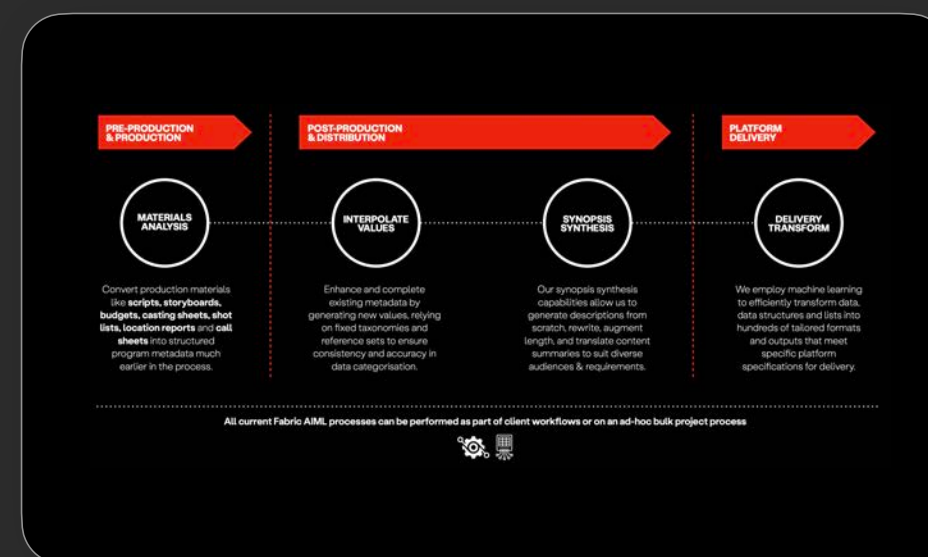 PRE-PRODUCTION
& PRODUCTION
POST-PRODUCTION
& DISTRIBUTION
PLATFORM
DELIVERY
MATERIALS
ANALYSIS
INTERPOLATE
VALUES
SYNOPSIS
SYNTHESIS
DELIVERY
TRANSFORM
Convert production materials
like scripts, storyboards,
budgets, casting sheets, shot
lists, location reports and call
sheets into structured
program metadata much
earlier in the process.
Enhance and complete
existing metadata by
generating new values, relying
on fixed taxonomies and
reference sets to ensure
consistency and accuracy in
data categorisation.
Our synopsis synthesis
capabilities allow us to
generate descriptions from
scratch, rewrite, augment
length, and translate content
summaries to suit diverse
audiences & requirements.
We employ machine learning
to efficiently transform data,
data structures and lists into
hundreds of tailored formats
and outputs that meet
specific platform
specifications for delivery.
All current Fabric AIML processes can be performed as part of client workflows or on an ad-hoc bulk project process